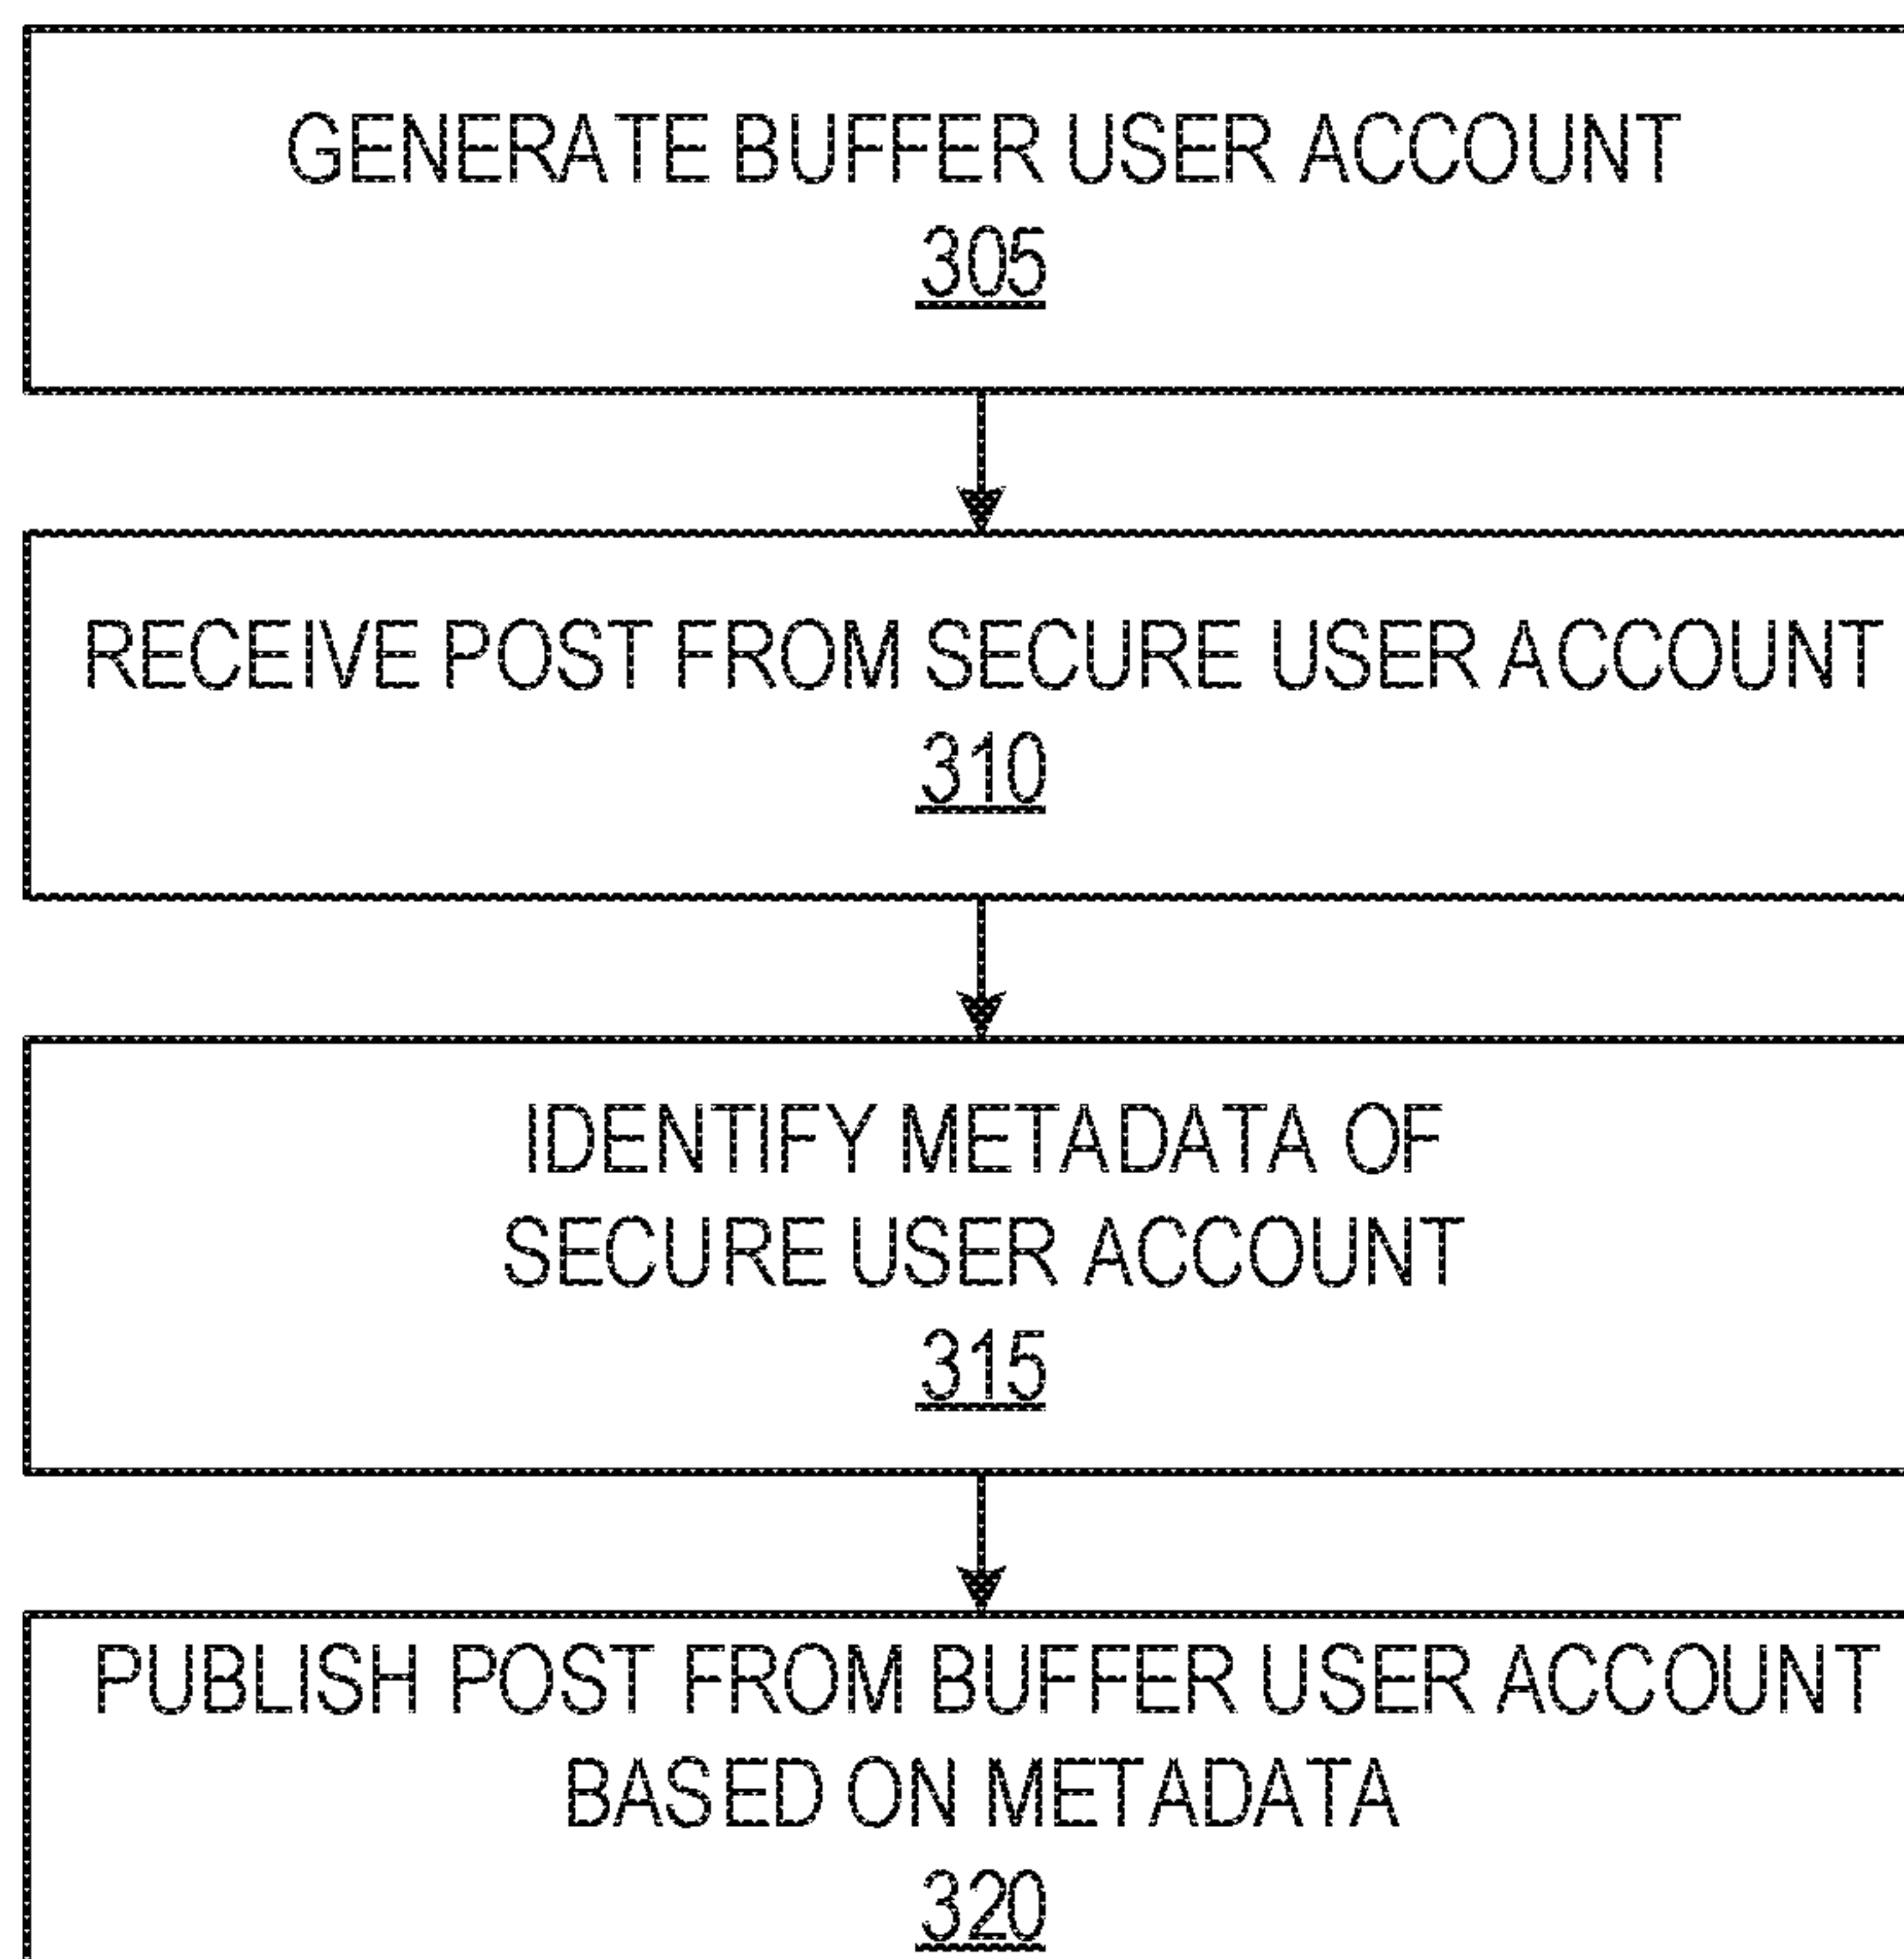 GENERATE BUFFER USER ACCOUNT
305
RECEIVE POST FROM SECURE USER ACCOUNT
310
IDENTIFY METADATA OF
SECURE USER ACCOUNT
315
PUBLISH POST FROM BUFFER USER ACCOUNT
BASED ON METADATA
320